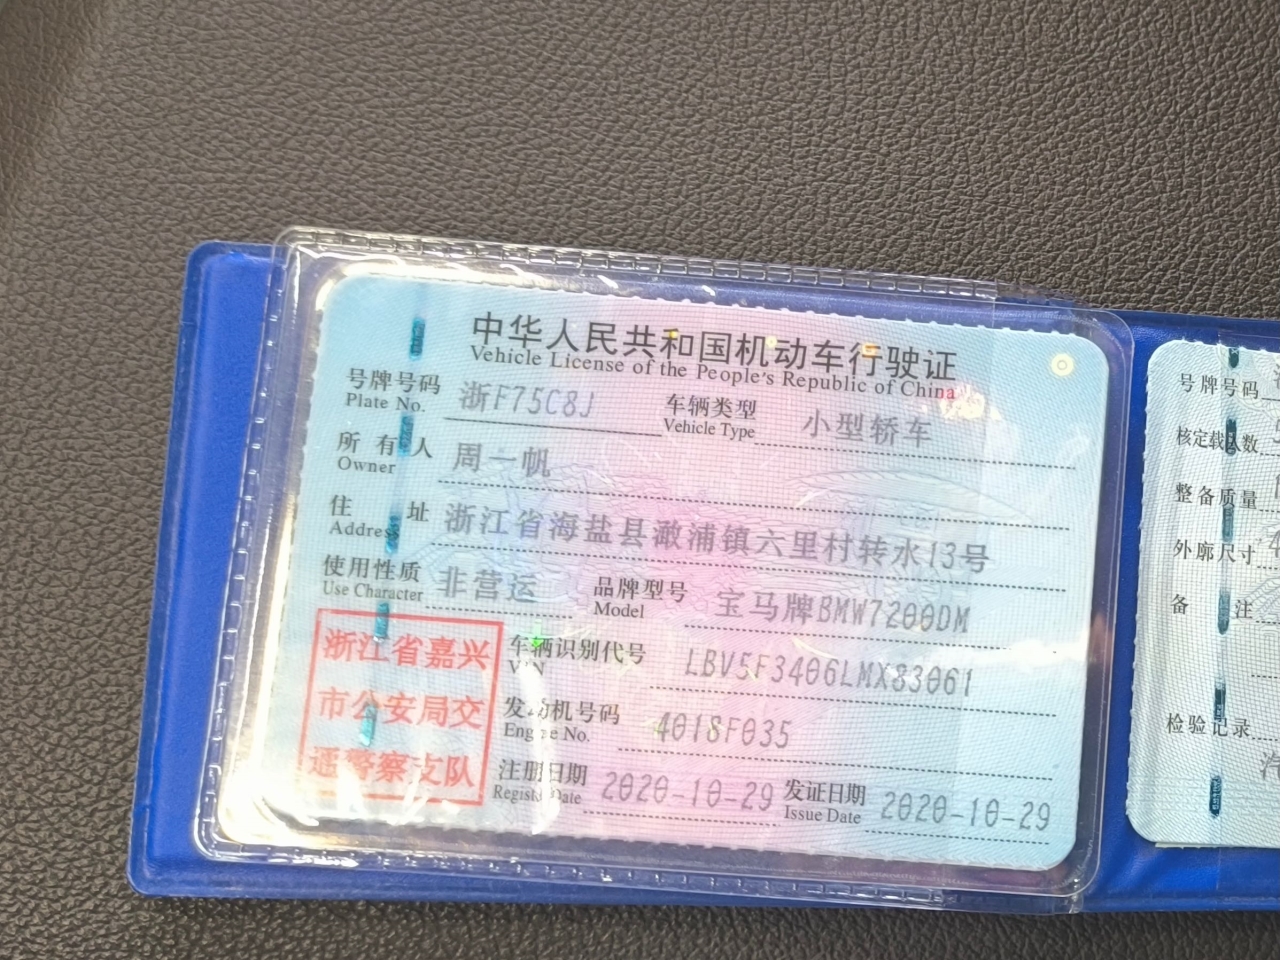 中华人民共和国机动车行驶证
Vehicle License of the People's Republic of China
号牌号码 浙F75C8J 车辆类型 小型轿车
Plate No. Vehicle Type
所有人 周一帆
Owner
住址 浙江省海盐县澉浦镇六里村转水13号
Address
使用性质 非营运 品牌型号 宝马牌BMW7200DM
Use Character Model
浙江省嘉兴
市公安局交
通警察支队
车辆识别代号 LBV5F3406LMX83061
VIN
发动机号码 4018F035
Engine No.
注册日期 2020-10-29 发证日期 2020-10-29
Register Date Issue Date
号牌号码
核定载人数
整备质量
外廓尺寸
备注
检验记录